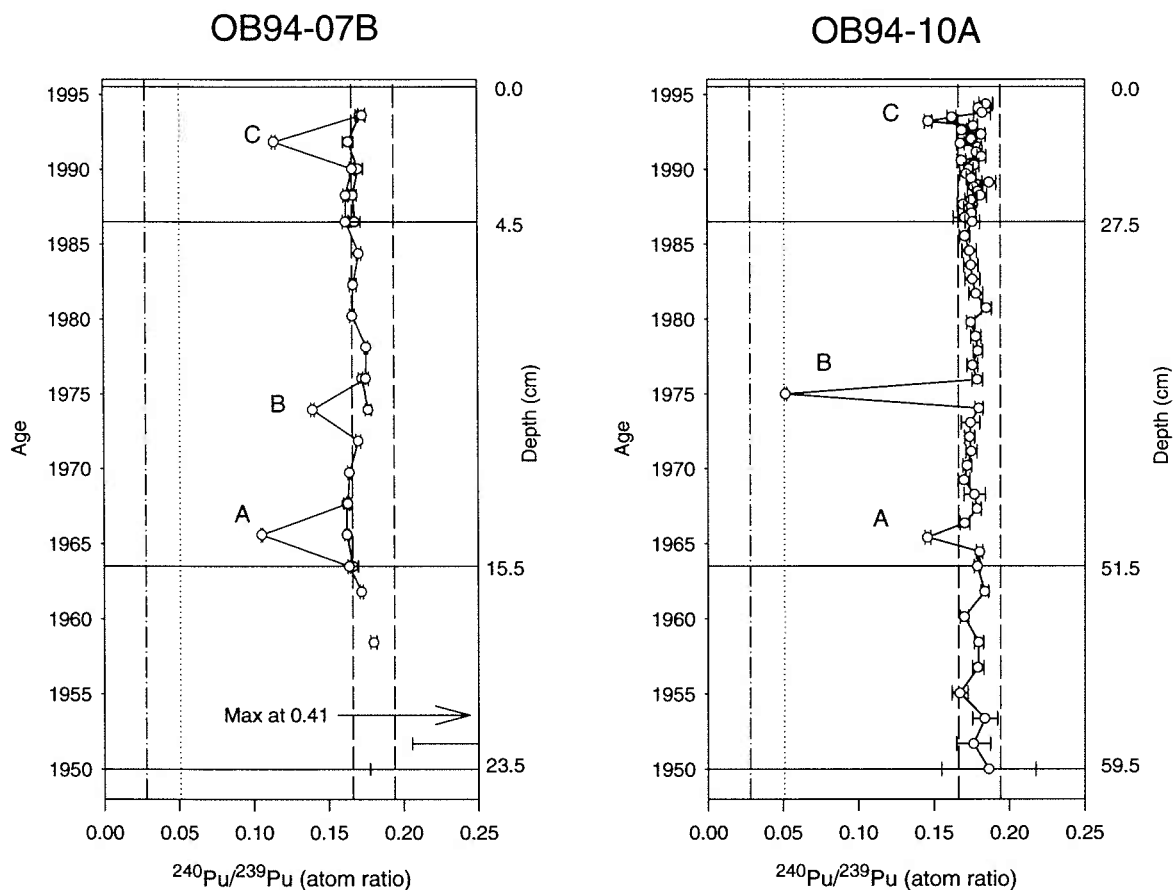 OB94-07B
1995
1990
1985
1980
1975
1970
1965
1960
1955
1950
Age
C
B
A
Max at 0.41
0.0
4.5
15.5
23.5
Depth (cm)
0.00 0.05 0.10 0.15 0.20 0.25
²⁴⁰Pu/²³⁹Pu (atom ratio)
OB94-10A
1995
1990
1985
1980
1975
1970
1965
1960
1955
1950
Age
C
B
A
0.0
27.5
51.5
59.5
Depth (cm)
0.00 0.05 0.10 0.15 0.20 0.25
²⁴⁰Pu/²³⁹Pu (atom ratio)